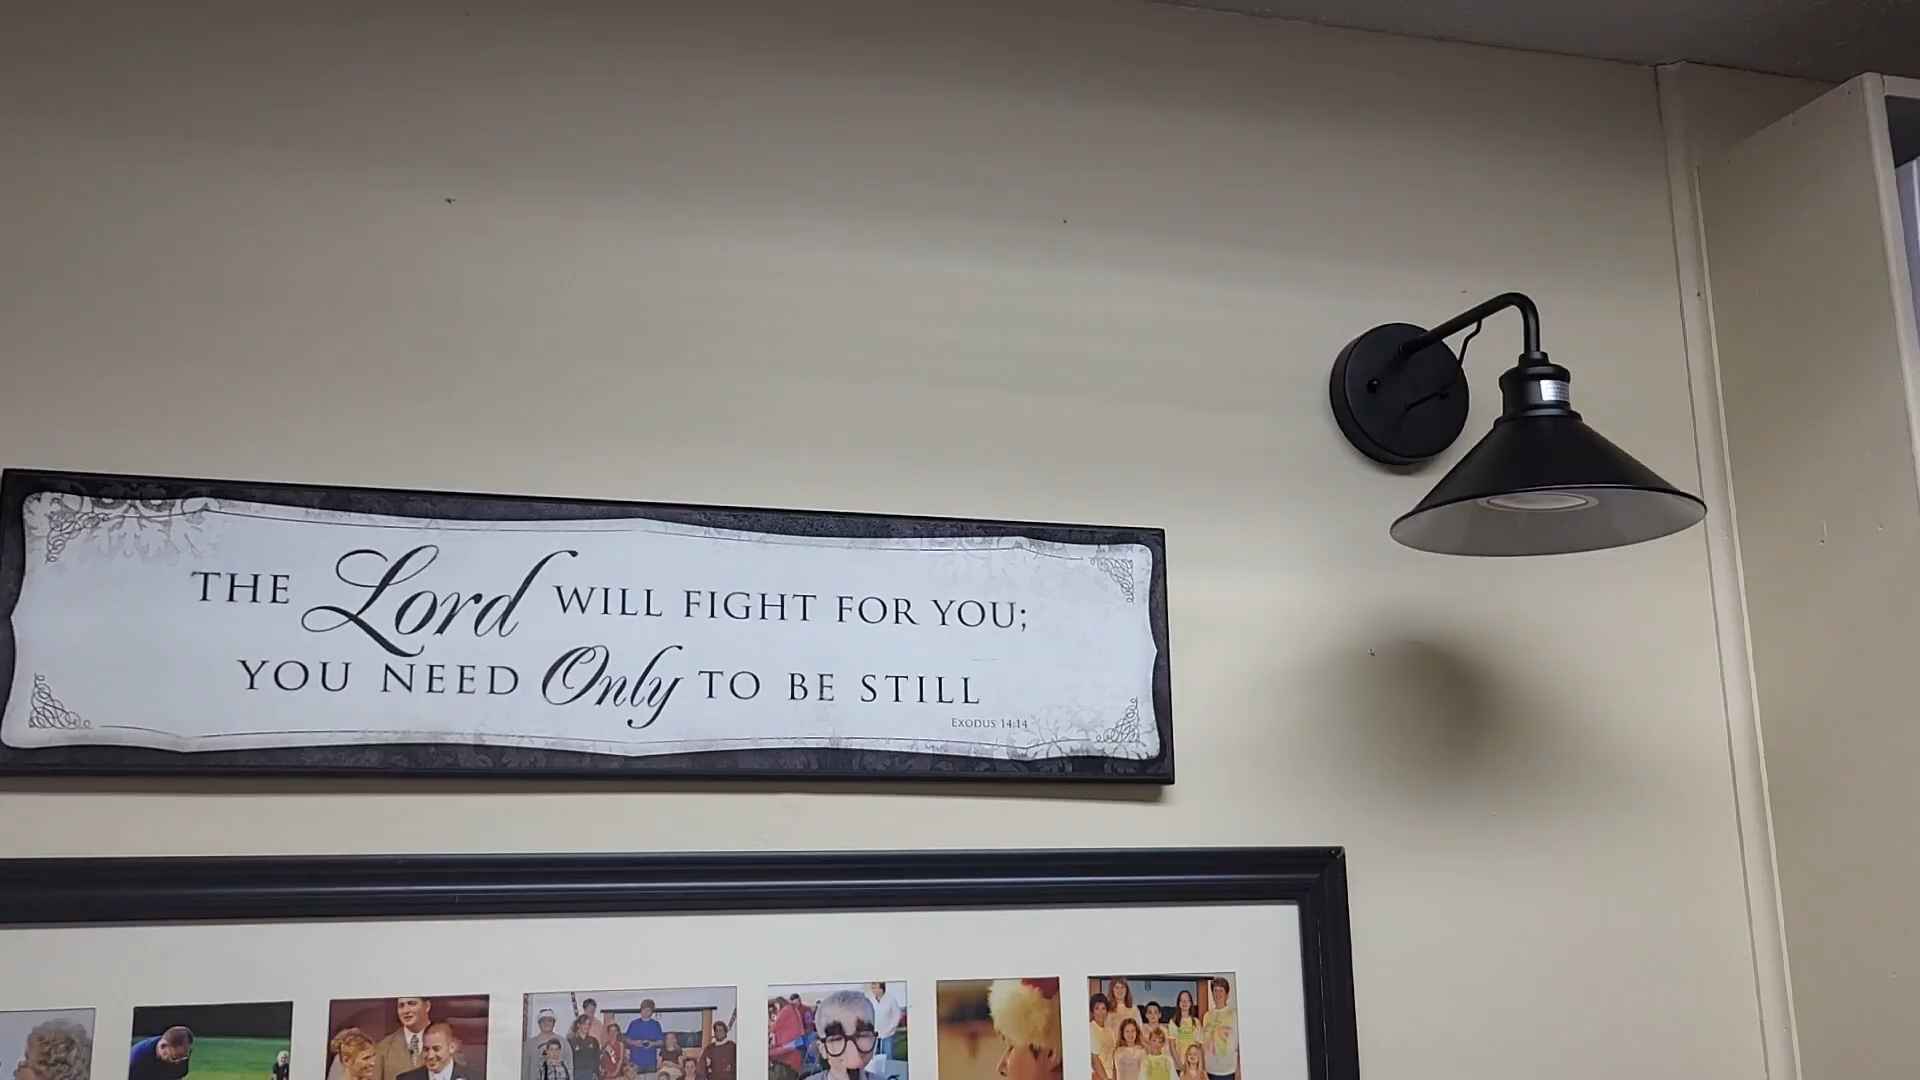 THE Lord WILL FIGHT FOR YOU;
YOU NEED Only TO BE STILL
EXODUS 14:14